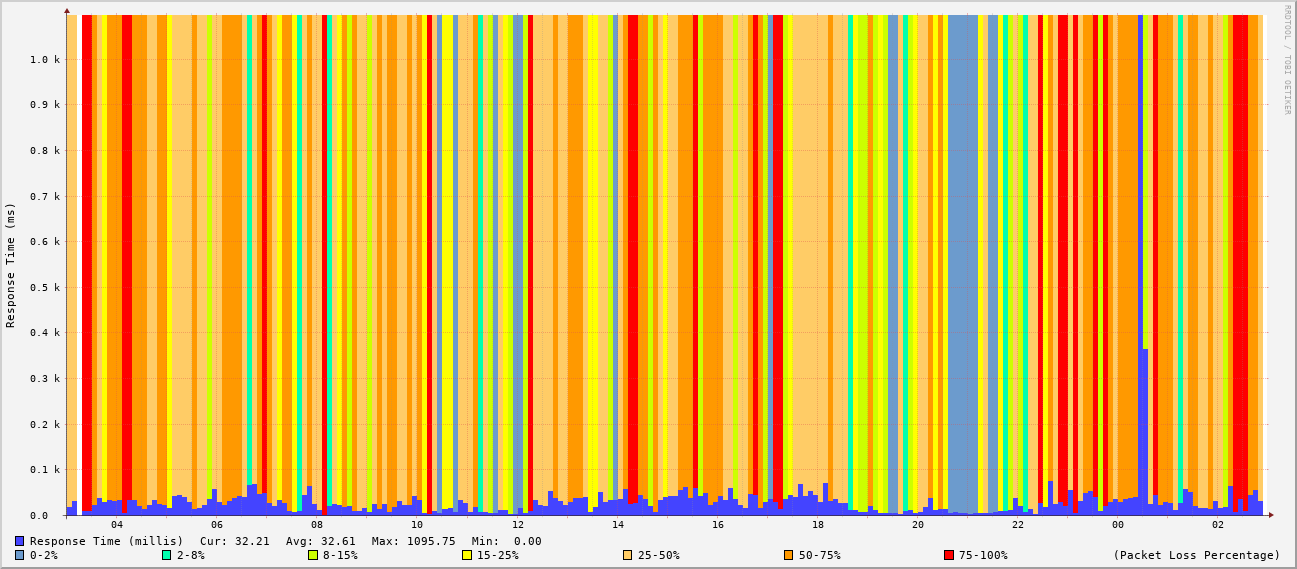 RRDTOOL / TOBI OETIKER
Response Time (ms)
1.0 k
0.9 k
0.8 k
0.7 k
0.6 k
0.5 k
0.4 k
0.3 k
0.2 k
0.1 k
0.0
04 06 08 10 12 14 16 18 20 22 00 02
Response Time (millis) Cur: 32.21 Avg: 32.61 Max: 1095.75 Min: 0.00
0-2% 2-8% 8-15% 15-25% 25-50% 50-75% 75-100% (Packet Loss Percentage)